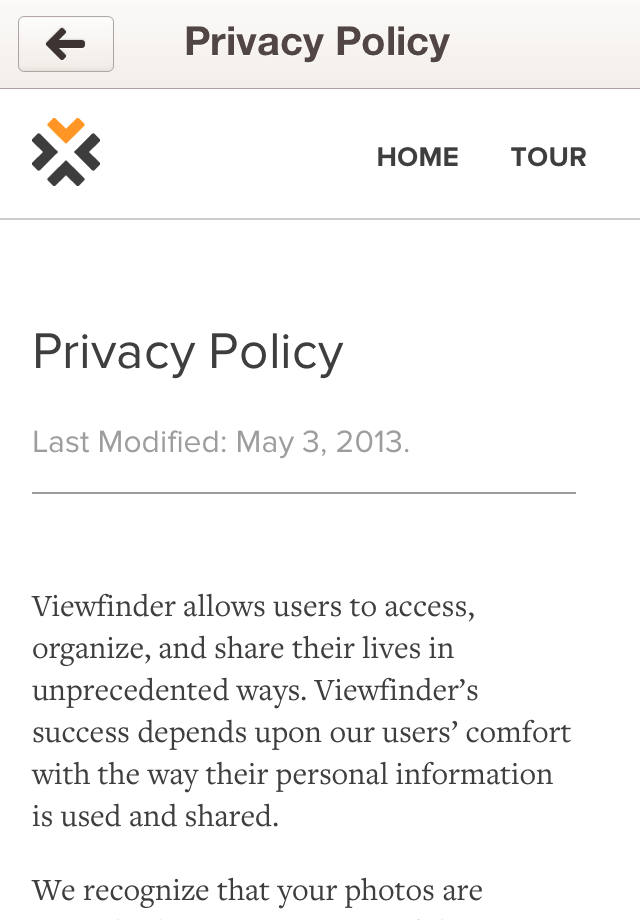 Privacy Policy
HOME TOUR
Privacy Policy
Last Modified: May 3, 2013.
Viewfinder allows users to access,
organize, and share their lives in
unprecedented ways. Viewfinder’s
success depends upon our users’ comfort
with the way their personal information
is used and shared.
We recognize that your photos are